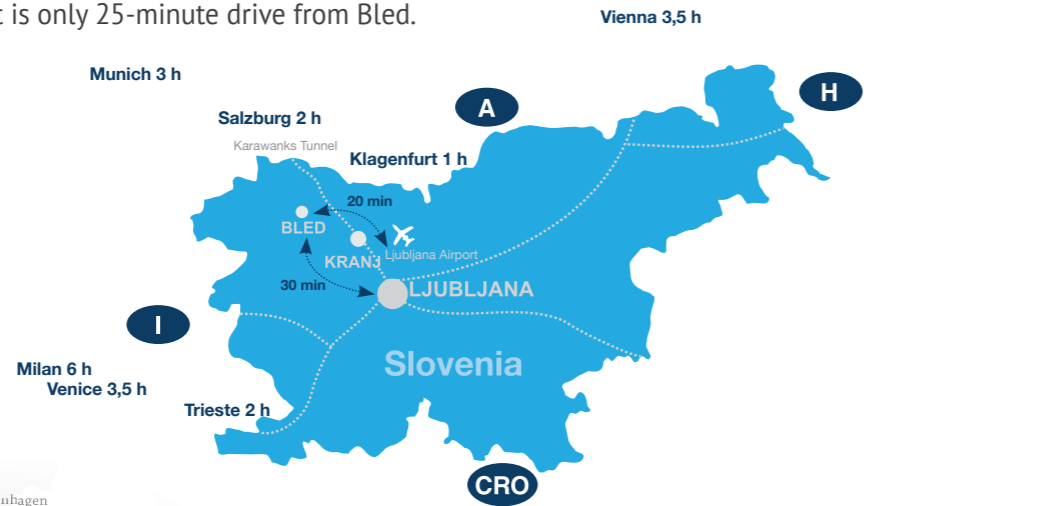 is only 25-minute drive from Bled.
Vienna 3,5 h
Munich 3 h
H
A
Salzburg 2 h
Karawanks Tunnel
Klagenfurt 1 h
20 min
BLED
Ljubljana Airport
KRANJ
30 min
LJUBLJANA
I
Slovenia
Milan 6 h
Venice 3,5 h
Trieste 2 h
CRO